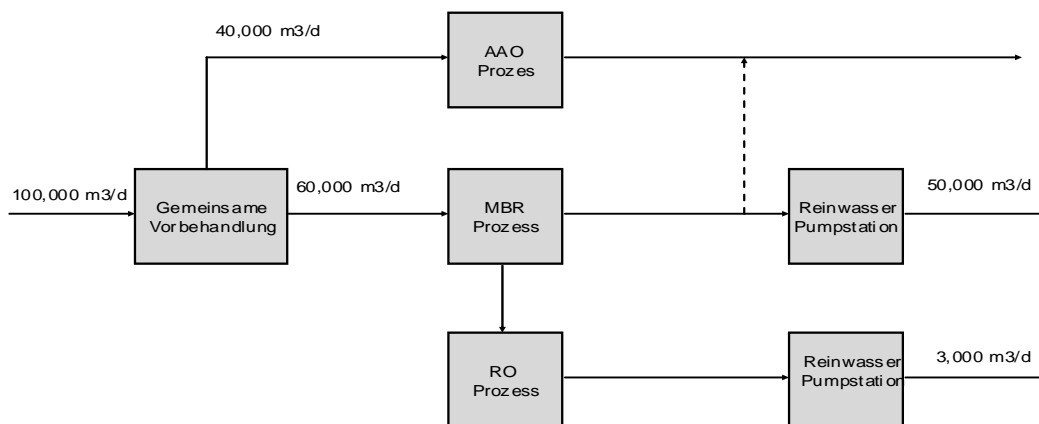 40,000 m3/d
AAO
Prozes
100,000 m3/d
Gemeinsame
Vorbehandlung
60,000 m3/d
MBR
Prozess
Reinwasser
Pumpstation
50,000 m3/d
RO
Prozess
Reinwasser
Pumpstation
3,000 m3/d